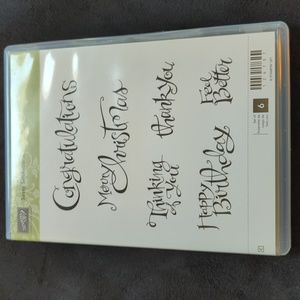 Congratulations
Merry
Christmas
Thinking
of you
thank you
Feel
Better
Happy
Birthday
6